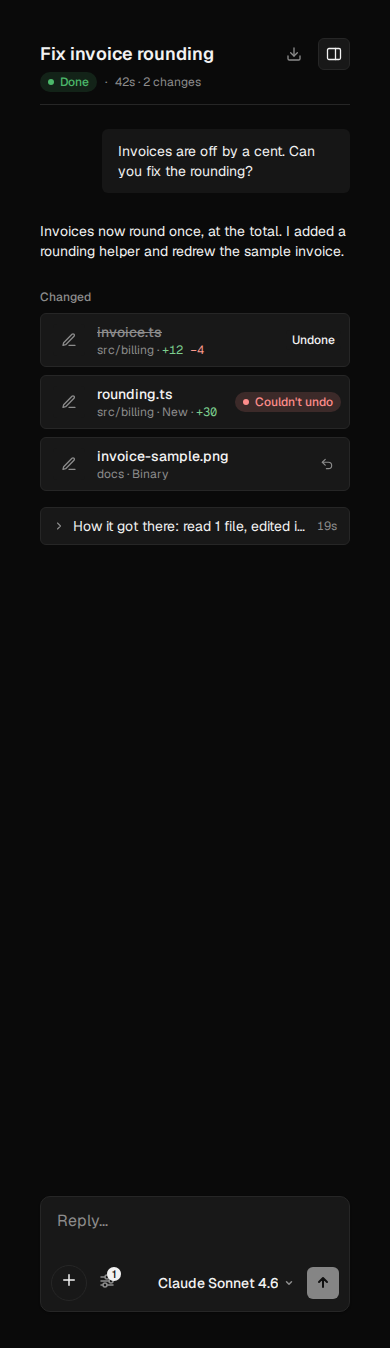 Fix invoice rounding
Done · 42s · 2 changes
Invoices are off by a cent. Can
you fix the rounding?
Invoices now round once, at the total. I added a
rounding helper and redrew the sample invoice.
Changed
invoice.ts
src/billing · +12 −4
Undone
rounding.ts
src/billing · New · +30
Couldn't undo
invoice-sample.png
docs · Binary
How it got there: read 1 file, edited i… 19s
Reply…
1
Claude Sonnet 4.6